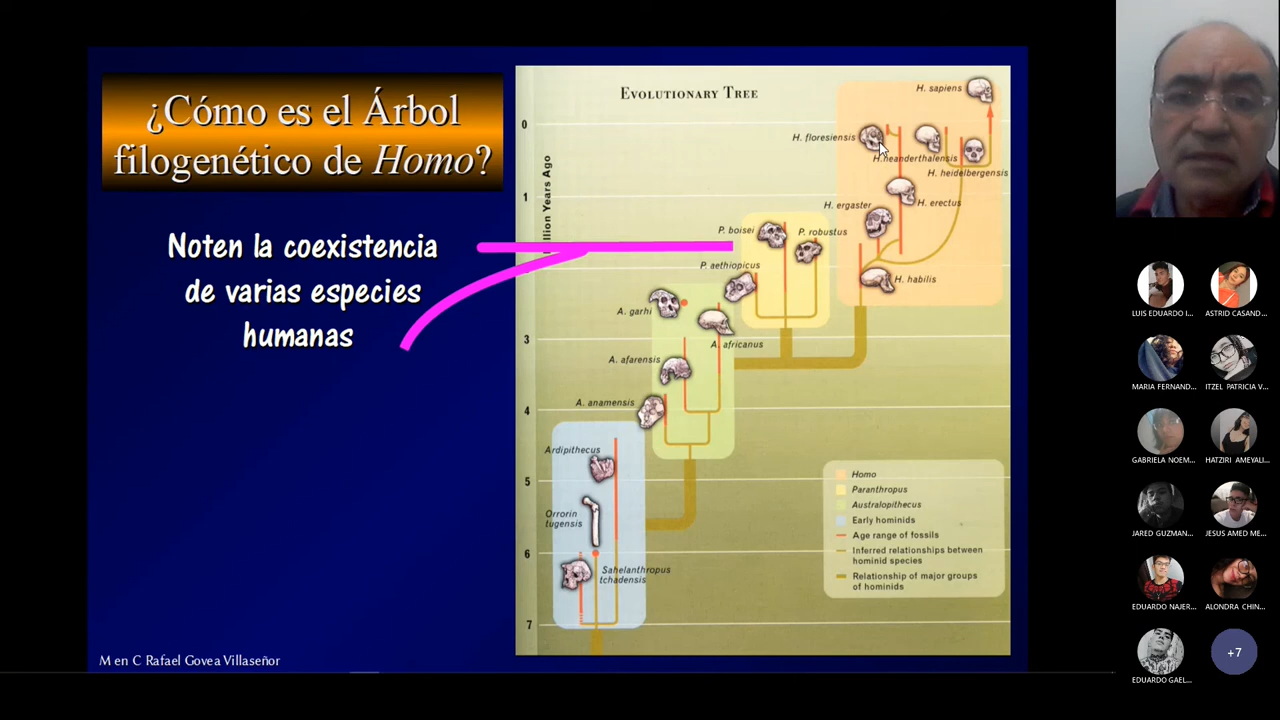 ¿Cómo es el Árbol
filogenético de Homo?
Noten la coexistencia
de varias especies
humanas
M en C Rafael Govea Villaseñor
EVOLUTIONARY TREE
Million Years Ago
0
1
3
4
5
6
7
H. sapiens
H. floresiensis
H. neanderthalensis
H. heidelbergensis
H. ergaster
H. erectus
P. boisei
P. robustus
P. aethiopicus
H. habilis
A. garhi
A. africanus
A. afarensis
A. anamensis
Ardipithecus
Orrorin
tugensis
Sahelanthropus
tchadensis
Homo
Paranthropus
Australopithecus
Early hominids
Age range of fossils
Inferred relationships between
hominid species
Relationship of major groups
of hominids
LUIS EDUARDO I...
ASTRID CASAND...
MARIA FERNAND...
ITZEL PATRICIA V...
GABRIELA NOEM...
HATZIRI AMEYALI...
JARED GUZMAN...
JESUS AMED ME...
EDUARDO NAJER...
ALONDRA CHIN...
EDUARDO GAEL...
+7